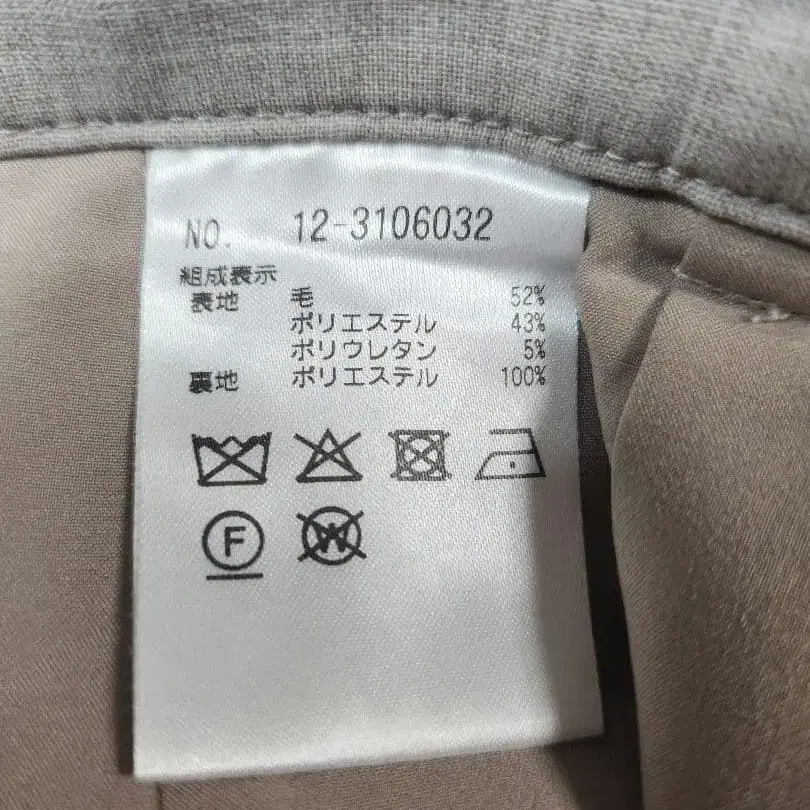 NO. 12-3106032
組成表示
表地 毛 52%
ポリエステル 43%
ポリウレタン 5%
裏地 ポリエステル 100%
F W